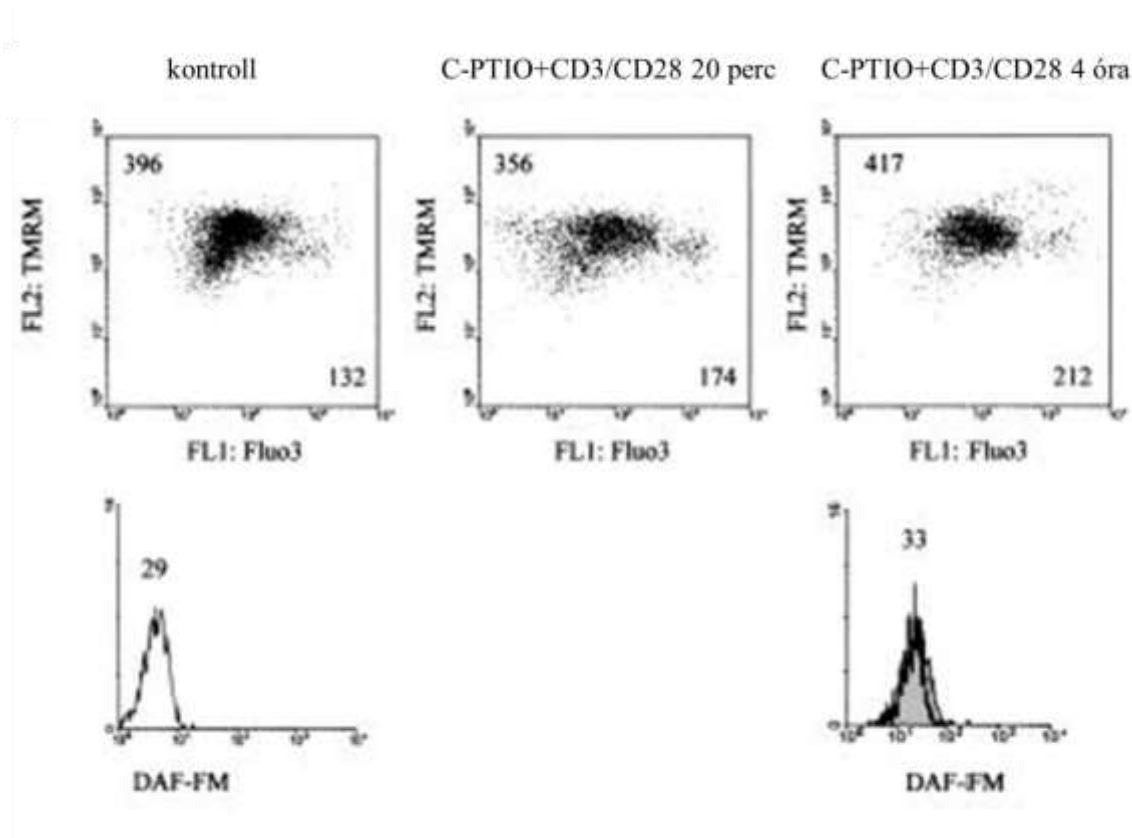 kontroll
C-PTIO+CD3/CD28 20 perc
C-PTIO+CD3/CD28 4 óra
396
132
FL2: TMRM
FL1: Fluo3
356
174
FL2: TMRM
FL1: Fluo3
417
212
FL2: TMRM
FL1: Fluo3
29
DAF-FM
33
DAF-FM